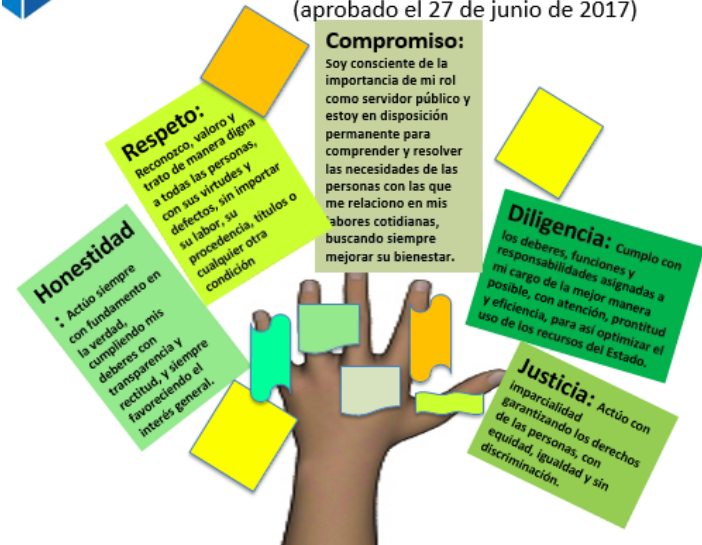 (aprobado el 27 de junio de 2017)
Compromiso:
Soy consciente de la
importancia de mi rol
como servidor público y
estoy en disposición
permanente para
comprender y resolver
las necesidades de las
personas con las que
me relaciono en mis
labores cotidianas,
buscando siempre
mejorar su bienestar.
Respeto:
Reconozco, valoro y
trato de manera digna
a todas las personas,
con sus virtudes y
defectos, sin importar
su labor, su
procedencia, títulos o
cualquier otra
condición
Honestidad
: Actúo siempre
con fundamento en
la verdad,
cumpliendo mis
deberes con
transparencia y
rectitud, y siempre
favoreciendo el
interés general.
Diligencia: Cumplo con
los deberes, funciones y
responsabilidades asignadas a
mi cargo de la mejor manera
posible, con atención, prontitud
y eficiencia, para así optimizar el
uso de los recursos del Estado.
Justicia: Actúo con
imparcialidad
garantizando los derechos
de las personas, con
equidad, igualdad y sin
discriminación.